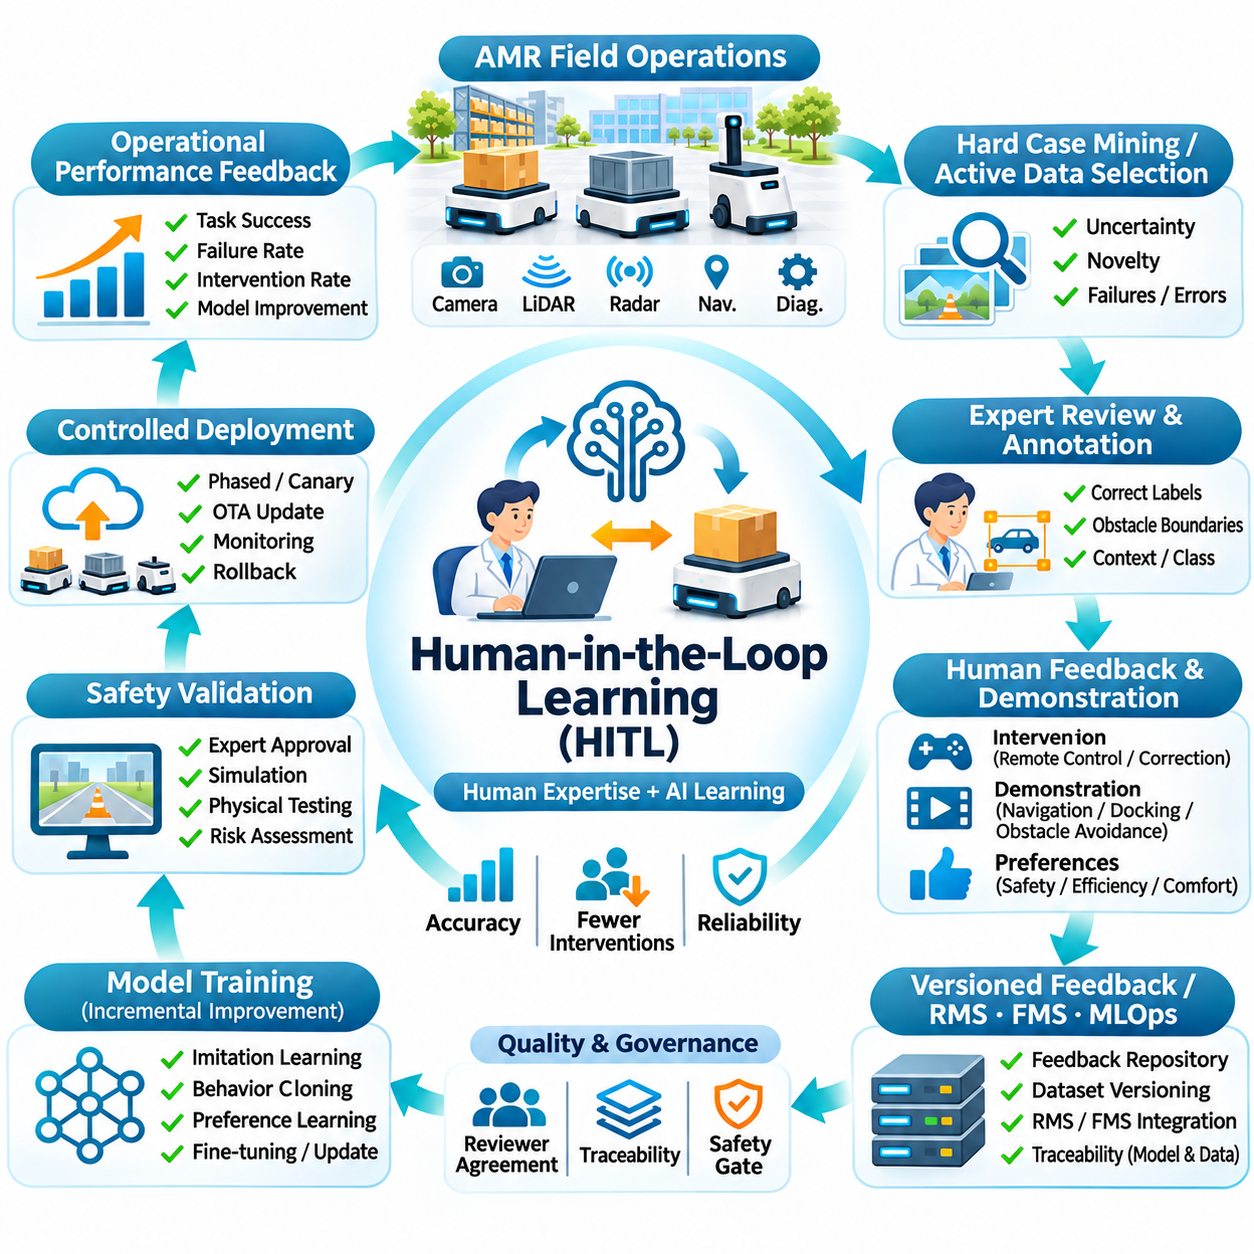 AMR Field Operations
Camera
LiDAR
Radar
Nav.
Diag.
Hard Case Mining /
Active Data Selection
Uncertainty
Novelty
Failures / Errors
Expert Review &
Annotation
Correct Labels
Obstacle Boundaries
Context / Class
Human Feedback &
Demonstration
Intervenion
(Remote Control / Correction)
Demonstration
(Navigation / Docking /
Obstacle Avoidance)
Preferences
(Safety / Efficiency / Comfort)
Versioned Feedback /
RMS · FMS · MLOps
Feedback Repository
Dataset Versioning
RMS / FMS Integration
Traceability (Model & Data)
Quality & Governance
Reviewer
Agreement
Traceability
Safety
Gate
Model Training
(Incremental Improvement)
Imitation Learning
Behavior Cloning
Preference Learning
Fine-tuning / Update
Safety Validation
Expert Approval
Simulation
Physical Testing
Risk Assessment
Controlled Deployment
Phased / Canary
OTA Update
Monitoring
Rollback
Operational
Performance Feedback
Task Success
Failure Rate
Intervention Rate
Model Improvement
Human-in-the-Loop
Learning
(HITL)
Human Expertise + AI Learning
Accuracy
Fewer
Interventions
Reliability